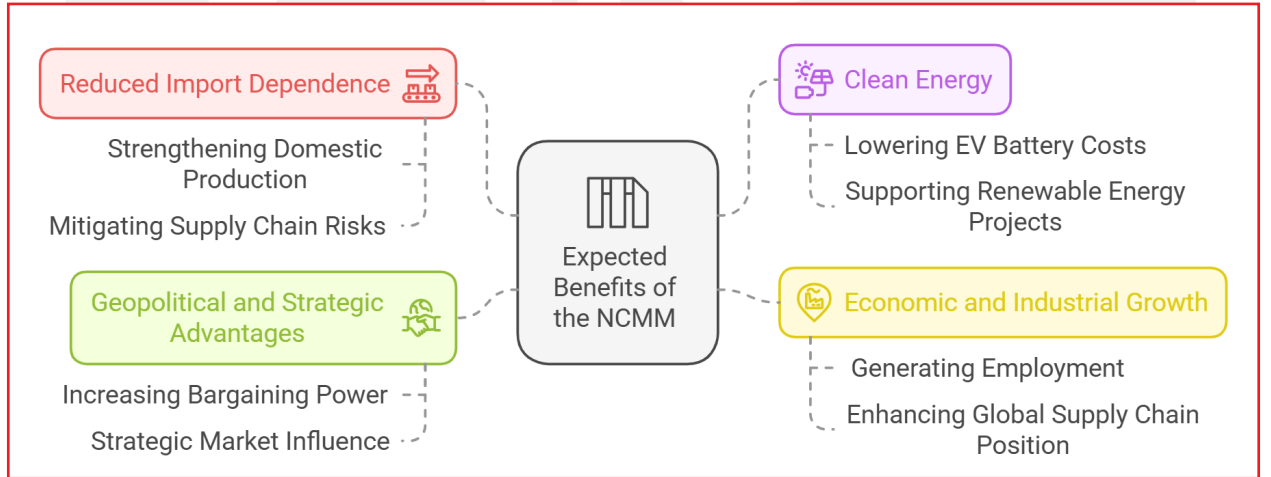 Reduced Import Dependence
Strengthening Domestic
Production
Mitigating Supply Chain Risks
Geopolitical and Strategic
Advantages
Increasing Bargaining Power
Strategic Market Influence
Expected
Benefits of
the NCMM
Clean Energy
Lowering EV Battery Costs
Supporting Renewable Energy
Projects
Economic and Industrial Growth
Generating Employment
Enhancing Global Supply Chain
Position